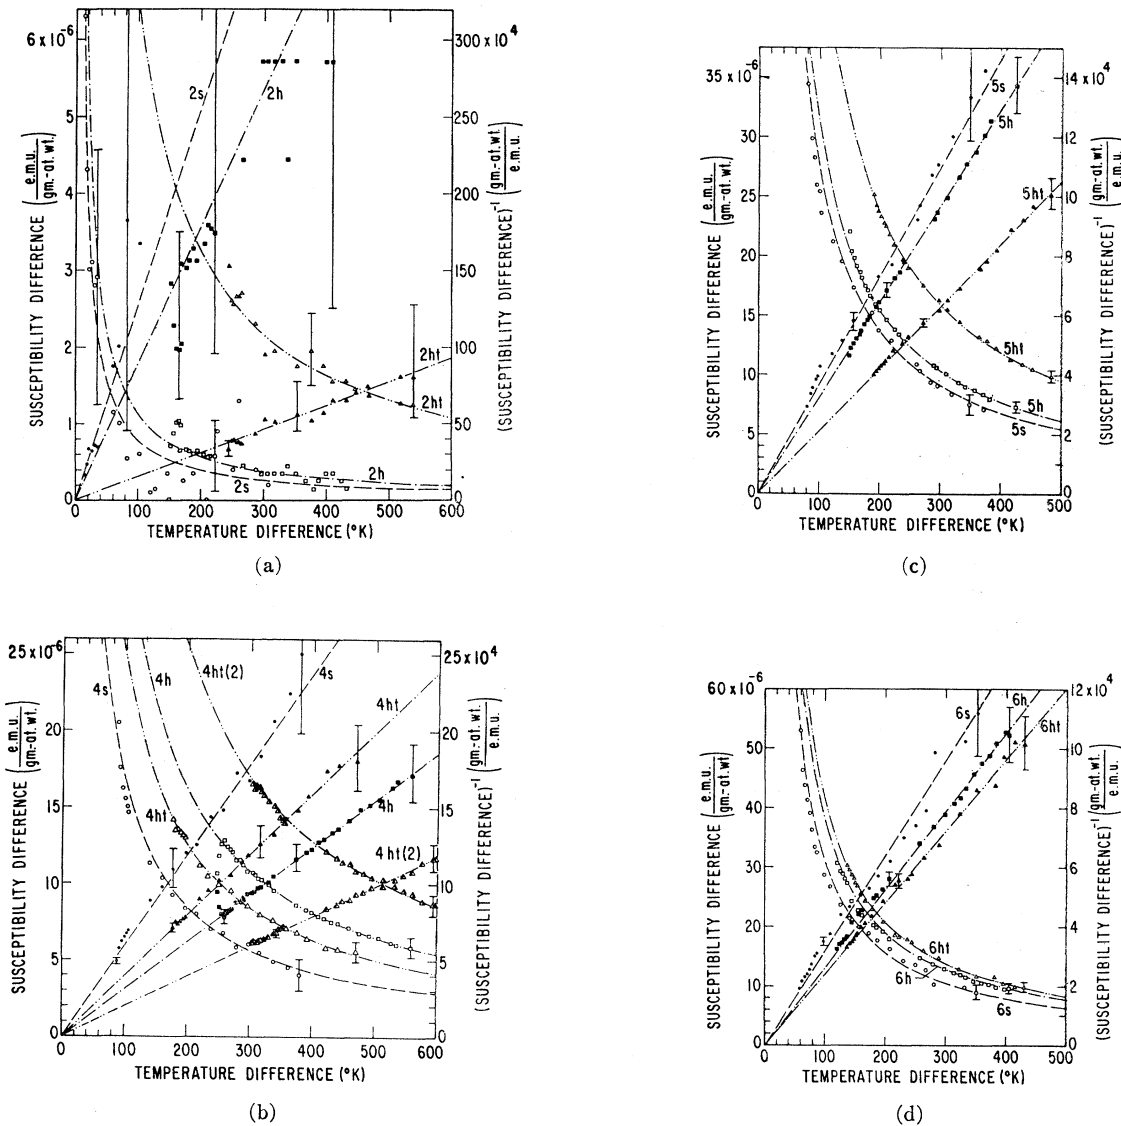 6 x 10⁻⁶
5
4
3
2
1
0
300 x 10⁴
250
200
150
100
50
0
SUSCEPTIBILITY DIFFERENCE (e.m.u. / gm.-at. wt.)
(SUSCEPTIBILITY DIFFERENCE)⁻¹ (gm.-at. wt. / e.m.u.)
2s
2h
2ht
2ht
2h
2s
0 100 200 300 400 500 600
TEMPERATURE DIFFERENCE (°K)
(a)
35 x 10⁻⁶
30
25
20
15
10
5
14 x 10⁴
12
10
8
6
4
2
0
SUSCEPTIBILITY DIFFERENCE (e.m.u. / gm.-at. wt.)
(SUSCEPTIBILITY DIFFERENCE)⁻¹ (gm.-at. wt. / e.m.u.)
5s
5h
5ht
5ht
5h
5s
0 100 200 300 400 500
TEMPERATURE DIFFERENCE (°K)
(c)
25 x 10⁻⁶
20
15
10
5
0
25 x 10⁴
20
15
10
5
0
SUSCEPTIBILITY DIFFERENCE (e.m.u. / gm.-at. wt.)
(SUSCEPTIBILITY DIFFERENCE)⁻¹ (gm.-at. wt. / e.m.u.)
4s
4h
4ht(2)
4s
4ht
4ht
4h
4ht(2)
0 100 200 300 400 500 600
TEMPERATURE DIFFERENCE (°K)
(b)
60 x 10⁻⁶
50
40
30
20
10
0
12 x 10⁴
10
8
6
4
2
0
SUSCEPTIBILITY DIFFERENCE (e.m.u. / gm.-at. wt.)
(SUSCEPTIBILITY DIFFERENCE)⁻¹ (gm.-at. wt. / e.m.u.)
6s
6h
6ht
6ht
6h
6s
0 100 200 300 400 500
TEMPERATURE DIFFERENCE (°K)
(d)